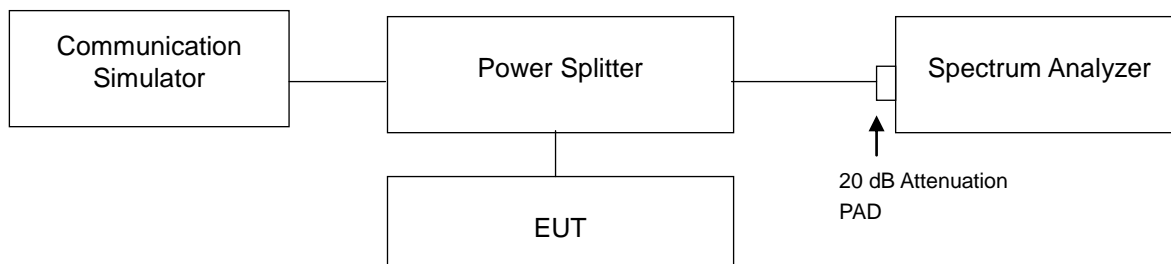 Communication
Simulator
Power Splitter
Spectrum Analyzer
20 dB Attenuation
PAD
EUT